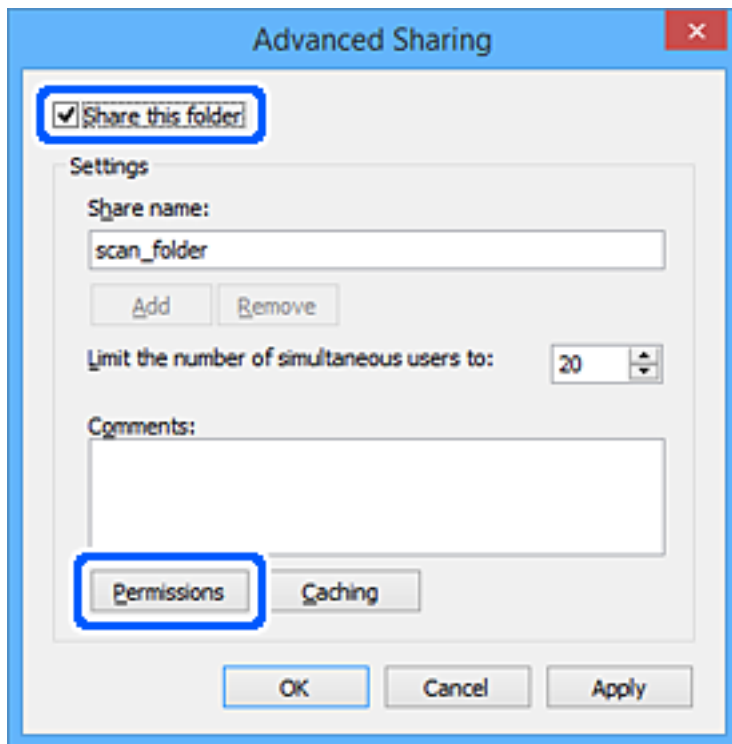 Advanced Sharing
Share this folder
Settings
Share name:
scan_folder
Add Remove
Limit the number of simultaneous users to: 20
Comments:
Permissions Caching
OK Cancel Apply